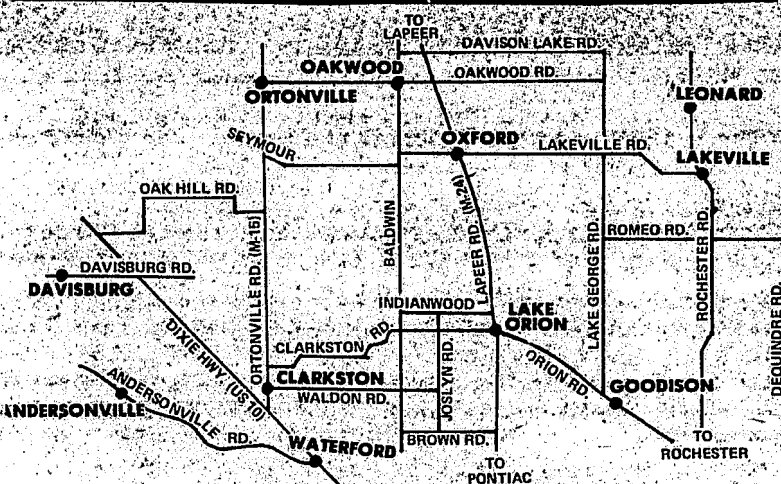 TO
LAPEER
DAVISON LAKE RD.
OAKWOOD
OAKWOOD RD.
ORTONVILLE
LEONARD
SEYMOUR
OXFORD
LAKEVILLE RD.
LAKEVILLE
OAK HILL RD.
ORTONVILLE RD. (M-15)
BALDWIN
LAPEER RD. (M-24)
LAKE GEORGE RD.
ROMEO RD.
ROCHESTER RD.
DAVISBURG RD.
DAVISBURG
DIXIE HWY. (US 10)
INDIANWOOD
LAKE
ORION
CLARKSTON RD.
JOSLYN RD.
ORION RD.
CLARKSTON
WALDON RD.
GOODISON
ANDERSONVILLE
ANDERSONVILLE RD.
WATERFORD
BROWN RD.
TO
ROCHESTER
TO
PONTIAC